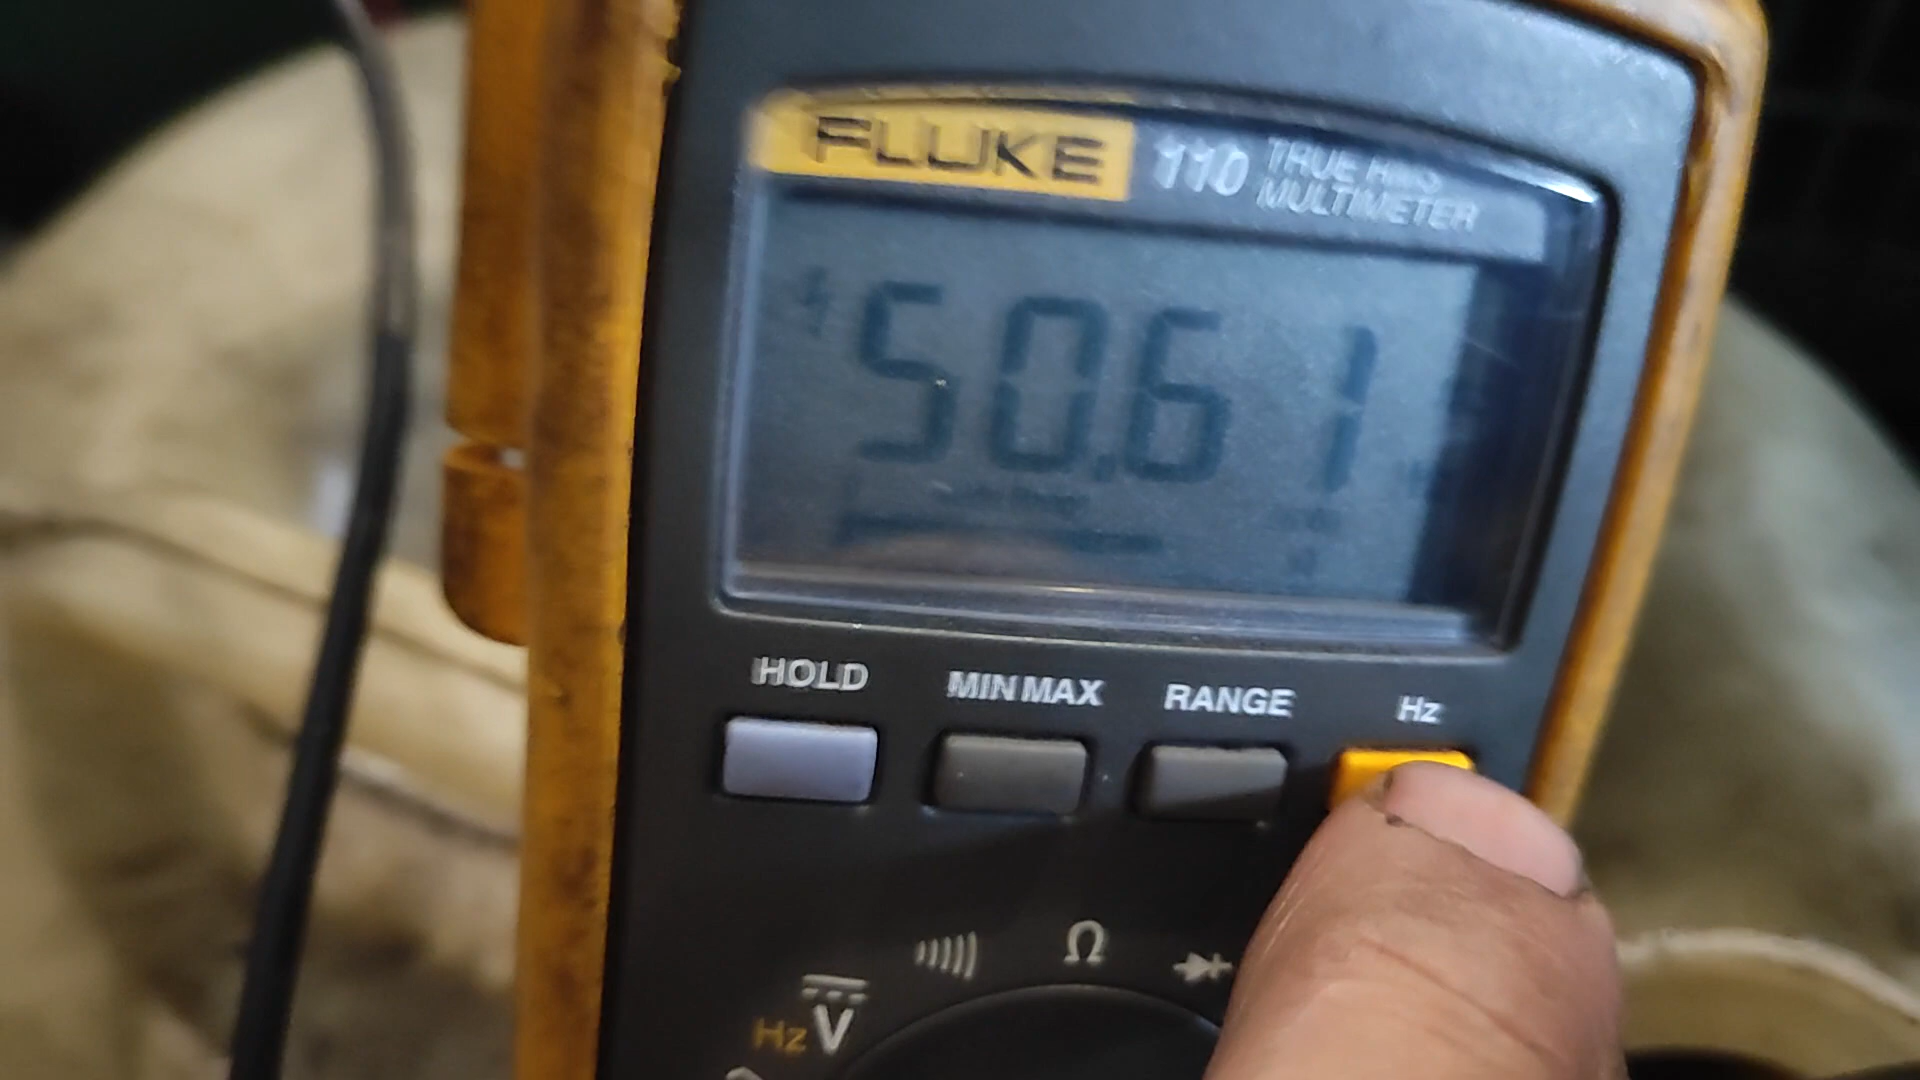 FLUKE 110 TRUE RMS
MULTIMETER
50.61
HOLD MIN MAX RANGE Hz
Ω
Hz V